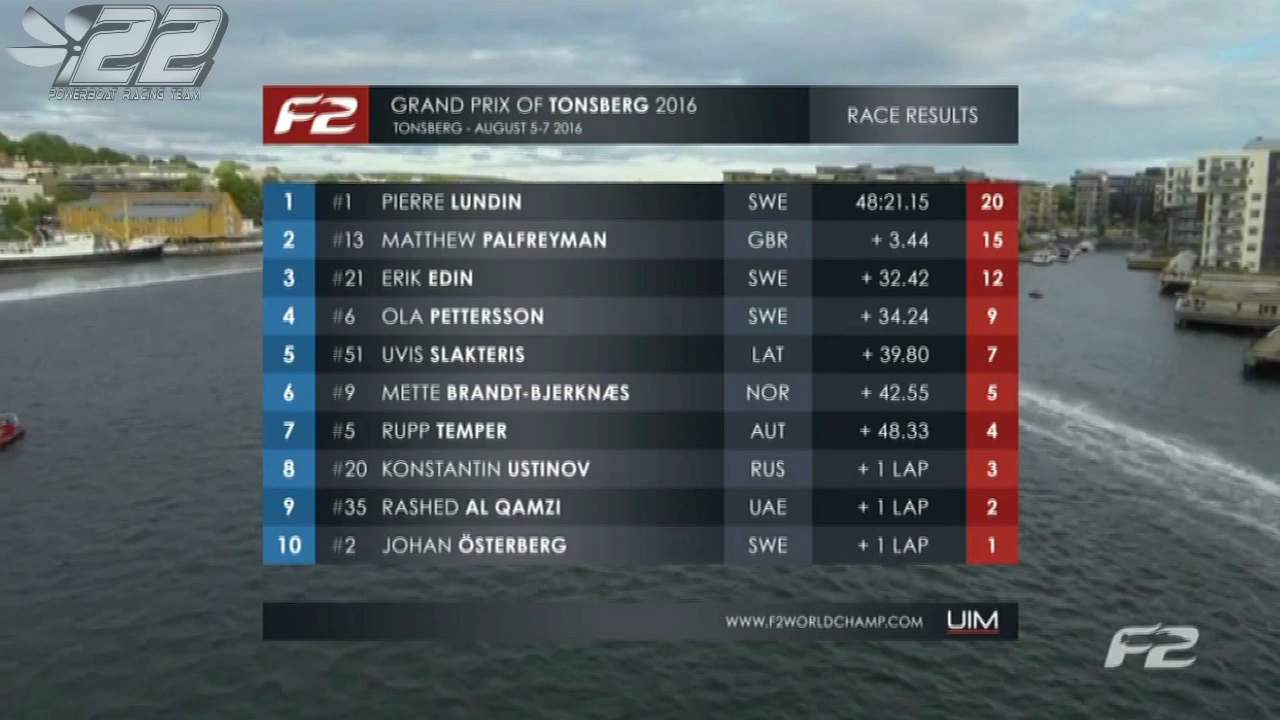 22
POWERBOAT RACING TEAM
F2 GRAND PRIX OF TONSBERG 2016 RACE RESULTS
TONSBERG - AUGUST 5-7 2016
1 #1 PIERRE LUNDIN SWE 48:21.15 20
2 #13 MATTHEW PALFREYMAN GBR + 3.44 15
3 #21 ERIK EDIN SWE + 32.42 12
4 #6 OLA PETTERSSON SWE + 34.24 9
5 #51 UVIS SLAKTERIS LAT + 39.80 7
6 #9 METTE BRANDT-BJERKNÆS NOR + 42.55 5
7 #5 RUPP TEMPER AUT + 48.33 4
8 #20 KONSTANTIN USTINOV RUS + 1 LAP 3
9 #35 RASHED AL QAMZI UAE + 1 LAP 2
10 #2 JOHAN ÖSTERBERG SWE + 1 LAP 1
WWW.F2WORLDCHAMP.COM UIM
F2